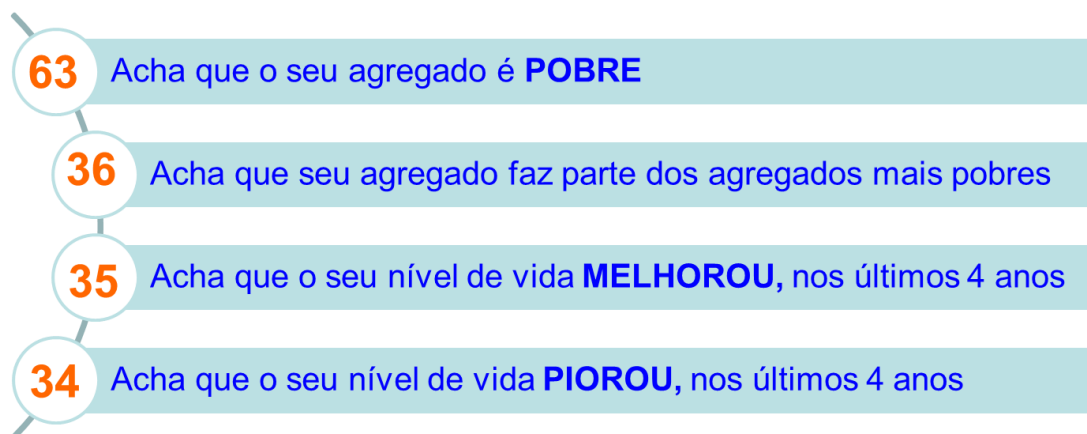 63 Acha que o seu agregado é POBRE
36 Acha que seu agregado faz parte dos agregados mais pobres
35 Acha que o seu nível de vida MELHOROU, nos últimos 4 anos
34 Acha que o seu nível de vida PIOROU, nos últimos 4 anos